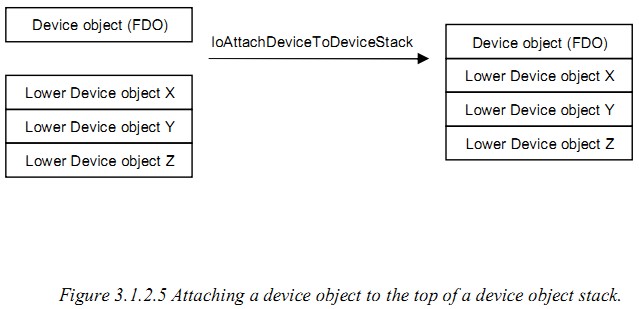 Device object (FDO)
IoAttachDeviceToDeviceStack
Lower Device object X
Lower Device object Y
Lower Device object Z
Device object (FDO)
Lower Device object X
Lower Device object Y
Lower Device object Z
Figure 3.1.2.5 Attaching a device object to the top of a device object stack.